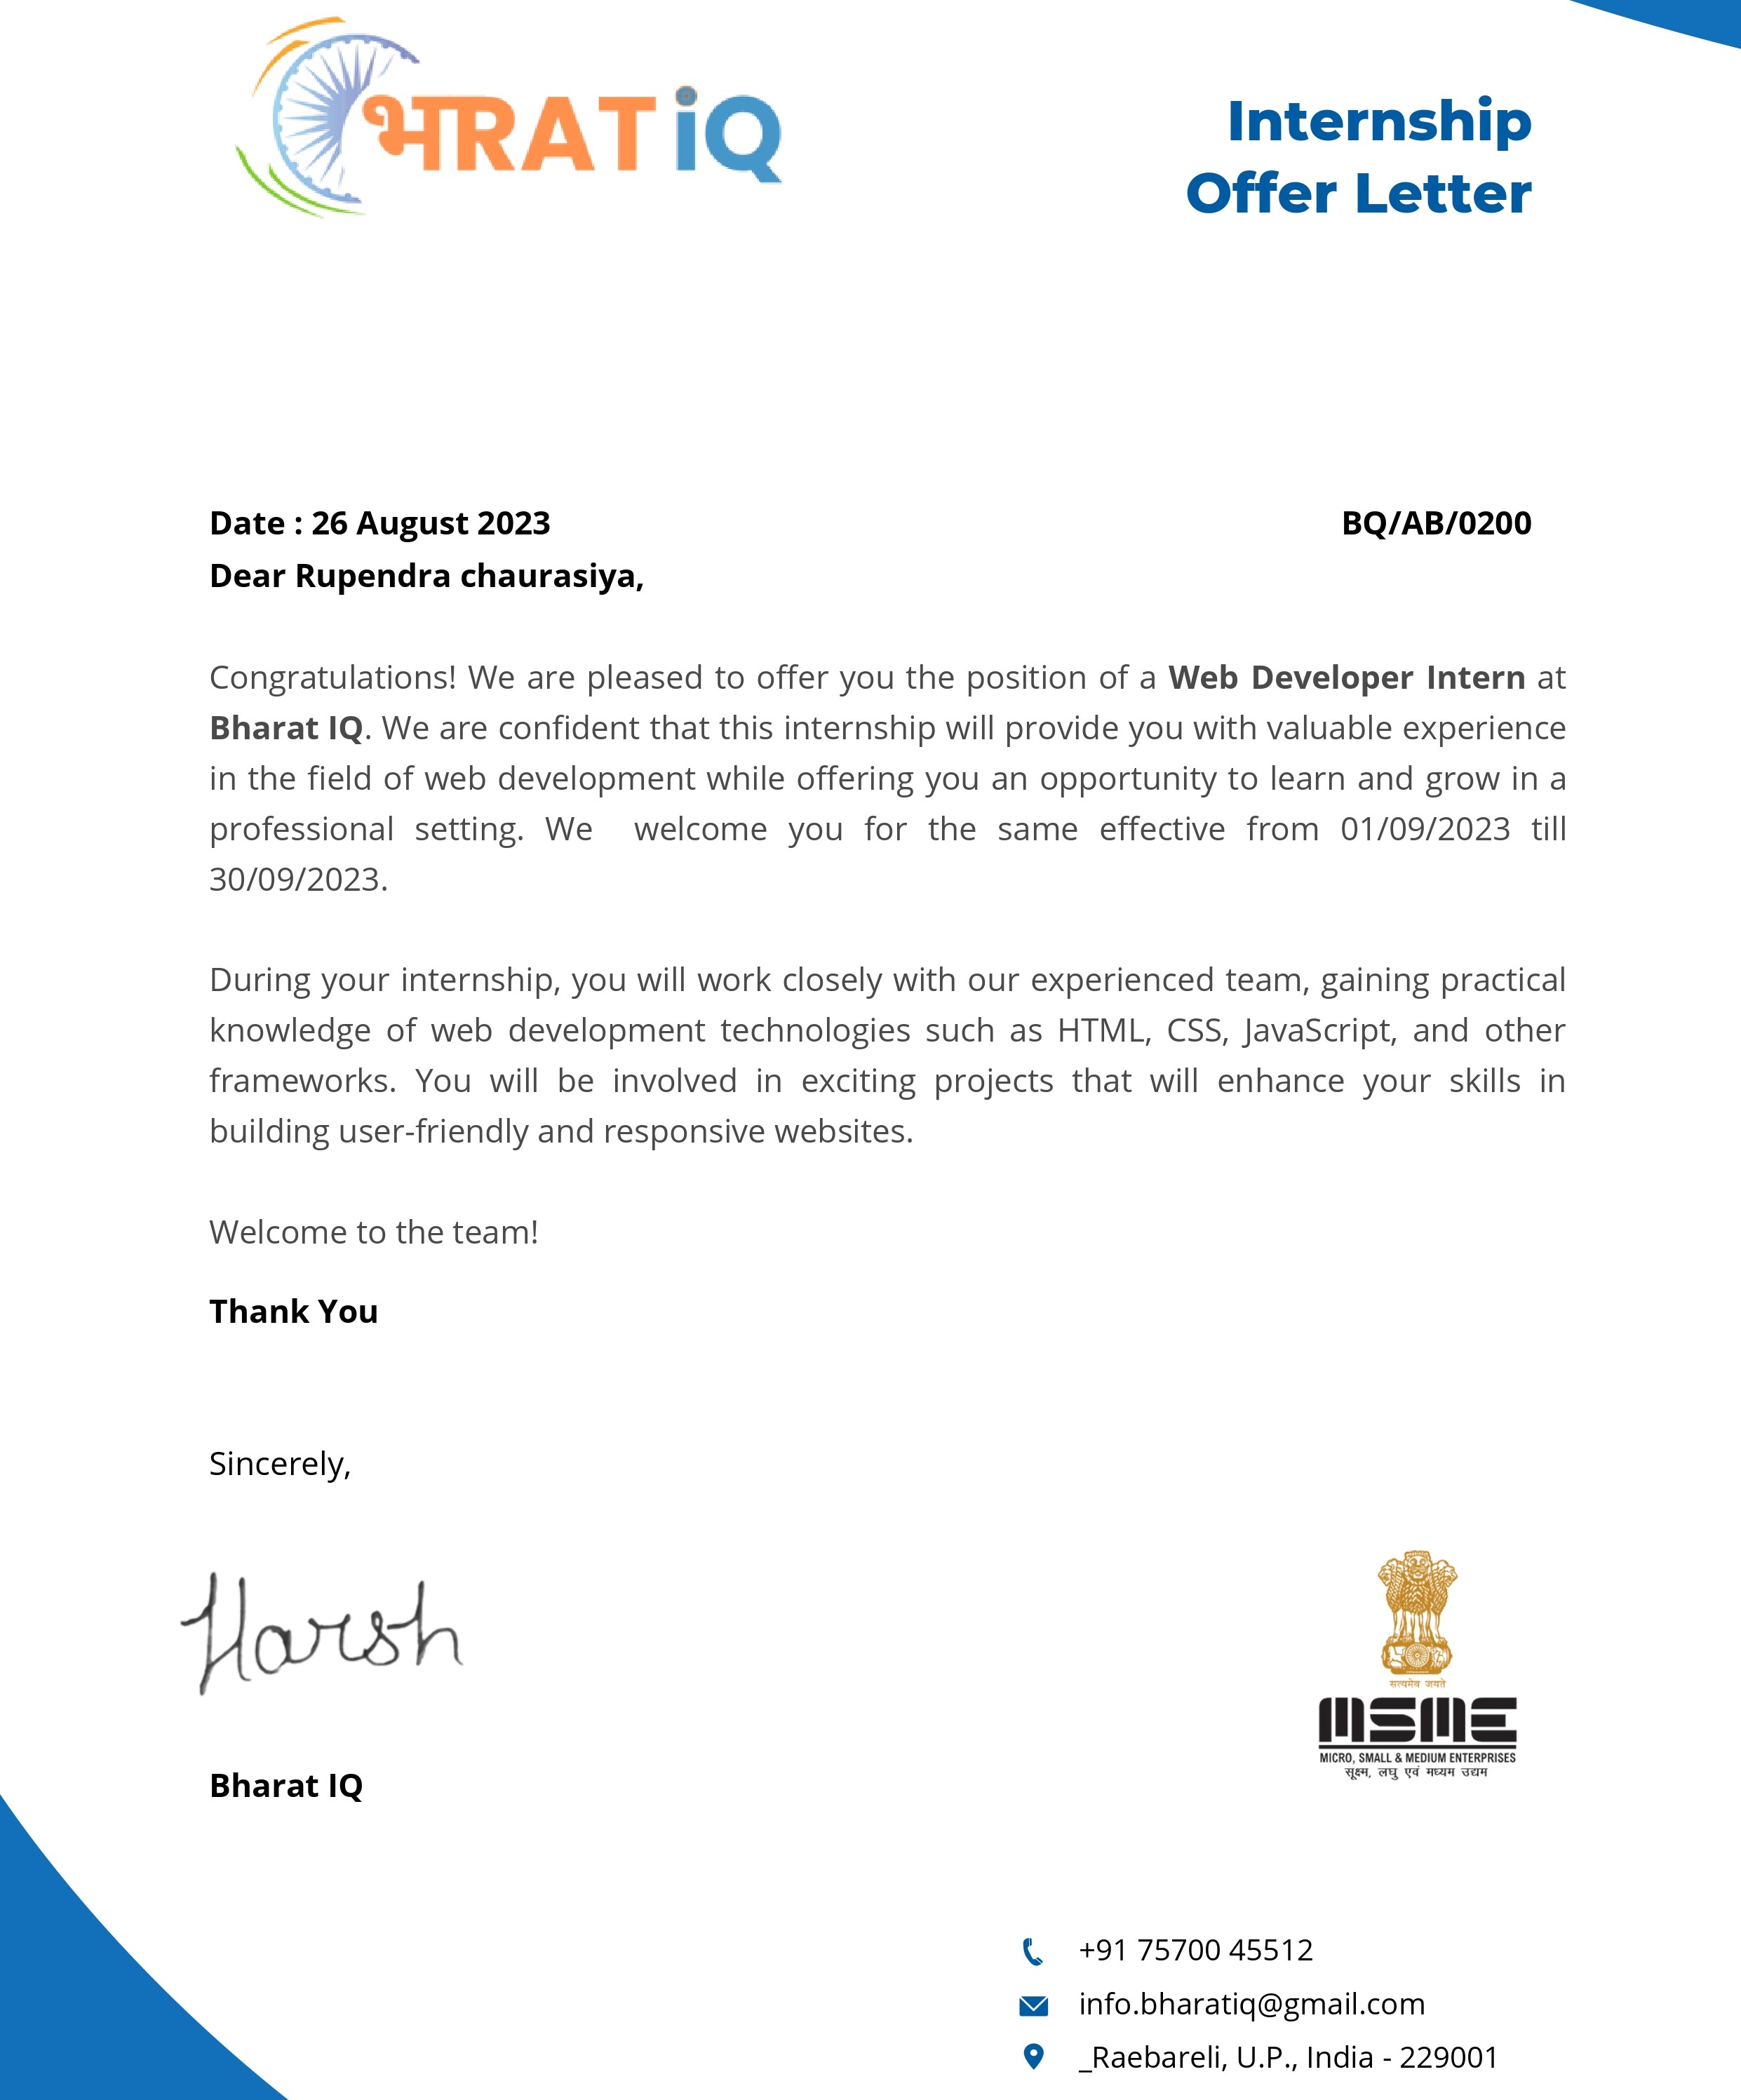 भारत iQ
Internship
Offer Letter
Date : 26 August 2023
BQ/AB/0200
Dear Rupendra chaurasiya,
Congratulations! We are pleased to offer you the position of a Web Developer Intern at
Bharat IQ. We are confident that this internship will provide you with valuable experience
in the field of web development while offering you an opportunity to learn and grow in a
professional setting. We  welcome you for the same effective from 01/09/2023 till
30/09/2023.
During your internship, you will work closely with our experienced team, gaining practical
knowledge of web development technologies such as HTML, CSS, JavaScript, and other
frameworks. You will be involved in exciting projects that will enhance your skills in
building user-friendly and responsive websites.
Welcome to the team!
Thank You
Sincerely,
Harsh
सत्यमेव जयते
MSME
MICRO, SMALL & MEDIUM ENTERPRISES
सूक्ष्म, लघु एवं मध्यम उद्यम
Bharat IQ
+91 75700 45512
info.bharatiq@gmail.com
_Raebareli, U.P., India - 229001